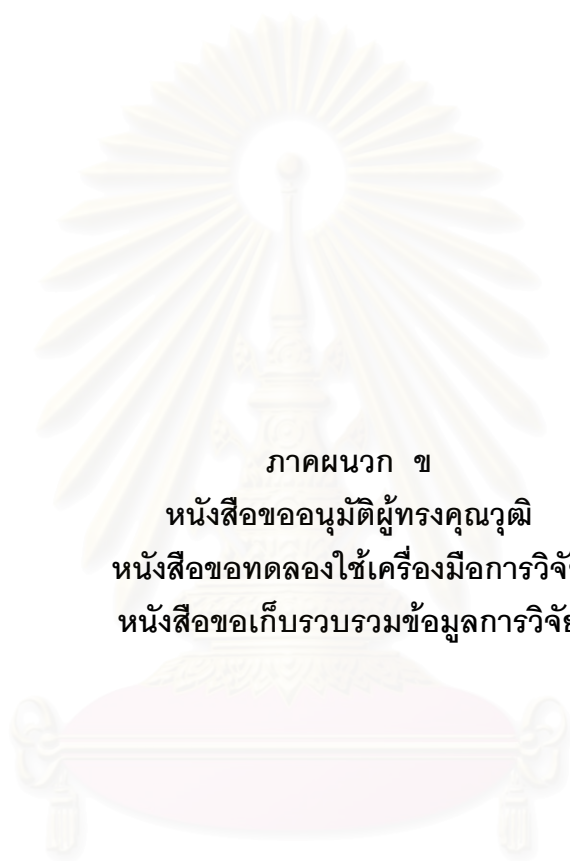 ภาคผนวก ข
หนังสือขออนุมัติผู้ทรงคุณวุฒิ
หนังสือขอทดลองใช้เครื่องมือการวิจั
หนังสือขอเก็บรวบรวมข้อมูลการวิจั